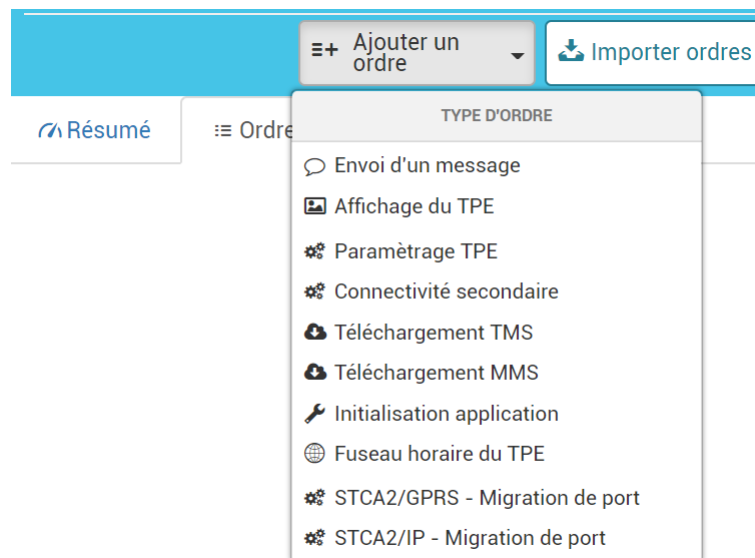 Ajouter un
ordre
Importer ordres
Résumé
Ordre
TYPE D'ORDRE
Envoi d'un message
Affichage du TPE
Paramètrage TPE
Connectivité secondaire
Téléchargement TMS
Téléchargement MMS
Initialisation application
Fuseau horaire du TPE
STCA2/GPRS - Migration de port
STCA2/IP - Migration de port